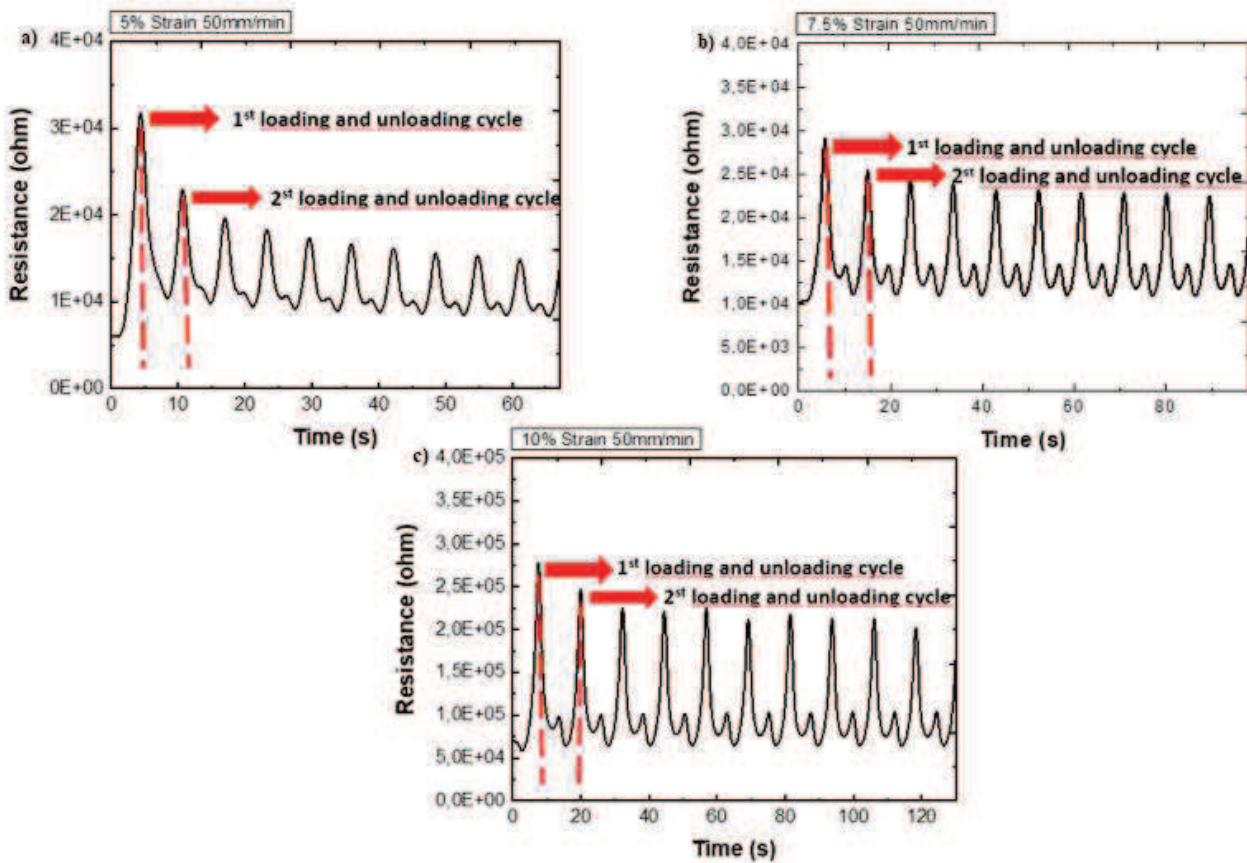 5% Strain 50mm/min
a)
4E+04
3E+04
2E+04
1E+04
0E+00
Resistance (ohm)
1st loading and unloading cycle
2st loading and unloading cycle
0 10 20 30 40 50 60
Time (s)
7.5% Strain 50mm/min
b)
4,0E+04
3,5E+04
3,0E+04
2,5E+04
2,0E+04
1,5E+04
1,0E+04
5,0E+03
0,0E+00
Resistance (ohm)
1st loading and unloading cycle
2st loading and unloading cycle
0 20 40 60 80
Time (s)
10% Strain 50mm/min
c)
4,0E+05
3,5E+05
3,0E+05
2,5E+05
2,0E+05
1,5E+05
1,0E+05
5,0E+04
0,0E+00
Resistance (ohm)
1st loading and unloading cycle
2st loading and unloading cycle
0 20 40 60 80 100 120
Time (s)